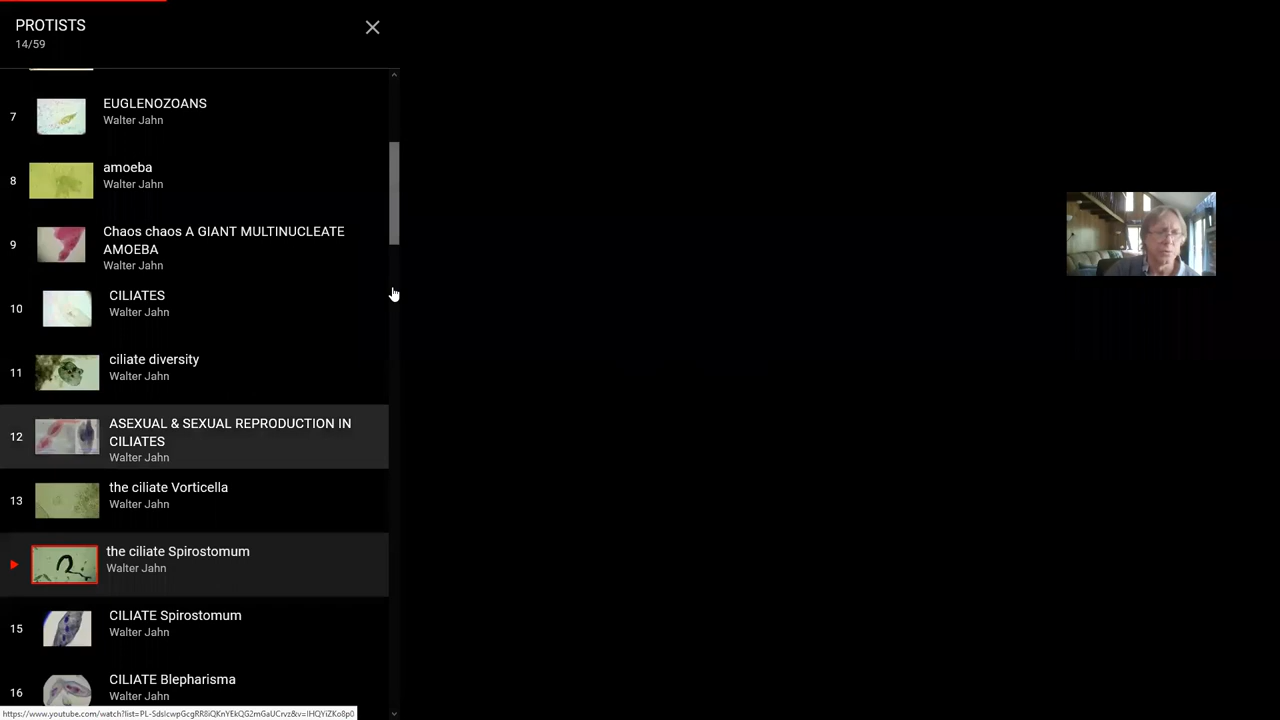 PROTISTS
14/59
7
EUGLENOZOANS
Walter Jahn
8
amoeba
Walter Jahn
9
Chaos chaos A GIANT MULTINUCLEATE
AMOEBA
Walter Jahn
10
CILIATES
Walter Jahn
11
ciliate diversity
Walter Jahn
12
ASEXUAL & SEXUAL REPRODUCTION IN
CILIATES
Walter Jahn
13
the ciliate Vorticella
Walter Jahn
the ciliate Spirostomum
Walter Jahn
15
CILIATE Spirostomum
Walter Jahn
16
CILIATE Blepharisma
Walter Jahn